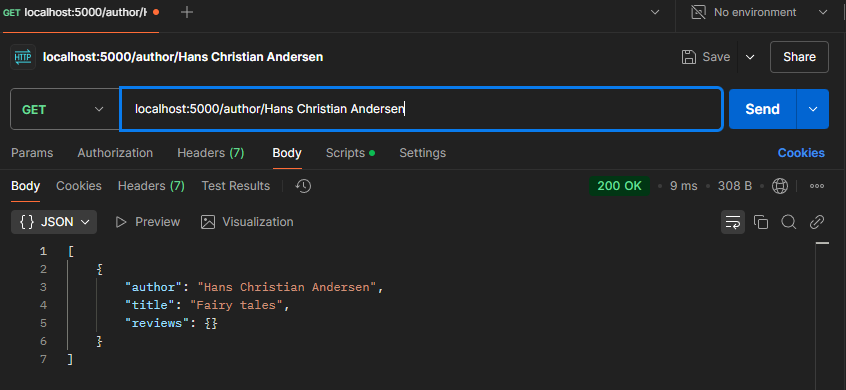 GET localhost:5000/author/H No environment
HTTP localhost:5000/author/Hans Christian Andersen Save Share
GET localhost:5000/author/Hans Christian Andersen Send
Params Authorization Headers (7) Body Scripts Settings Cookies
Body Cookies Headers (7) Test Results 200 OK 9 ms 308 B
{} JSON Preview Visualization
1 [
2 {
3 "author": "Hans Christian Andersen",
4 "title": "Fairy tales",
5 "reviews": {}
6 }
7 ]